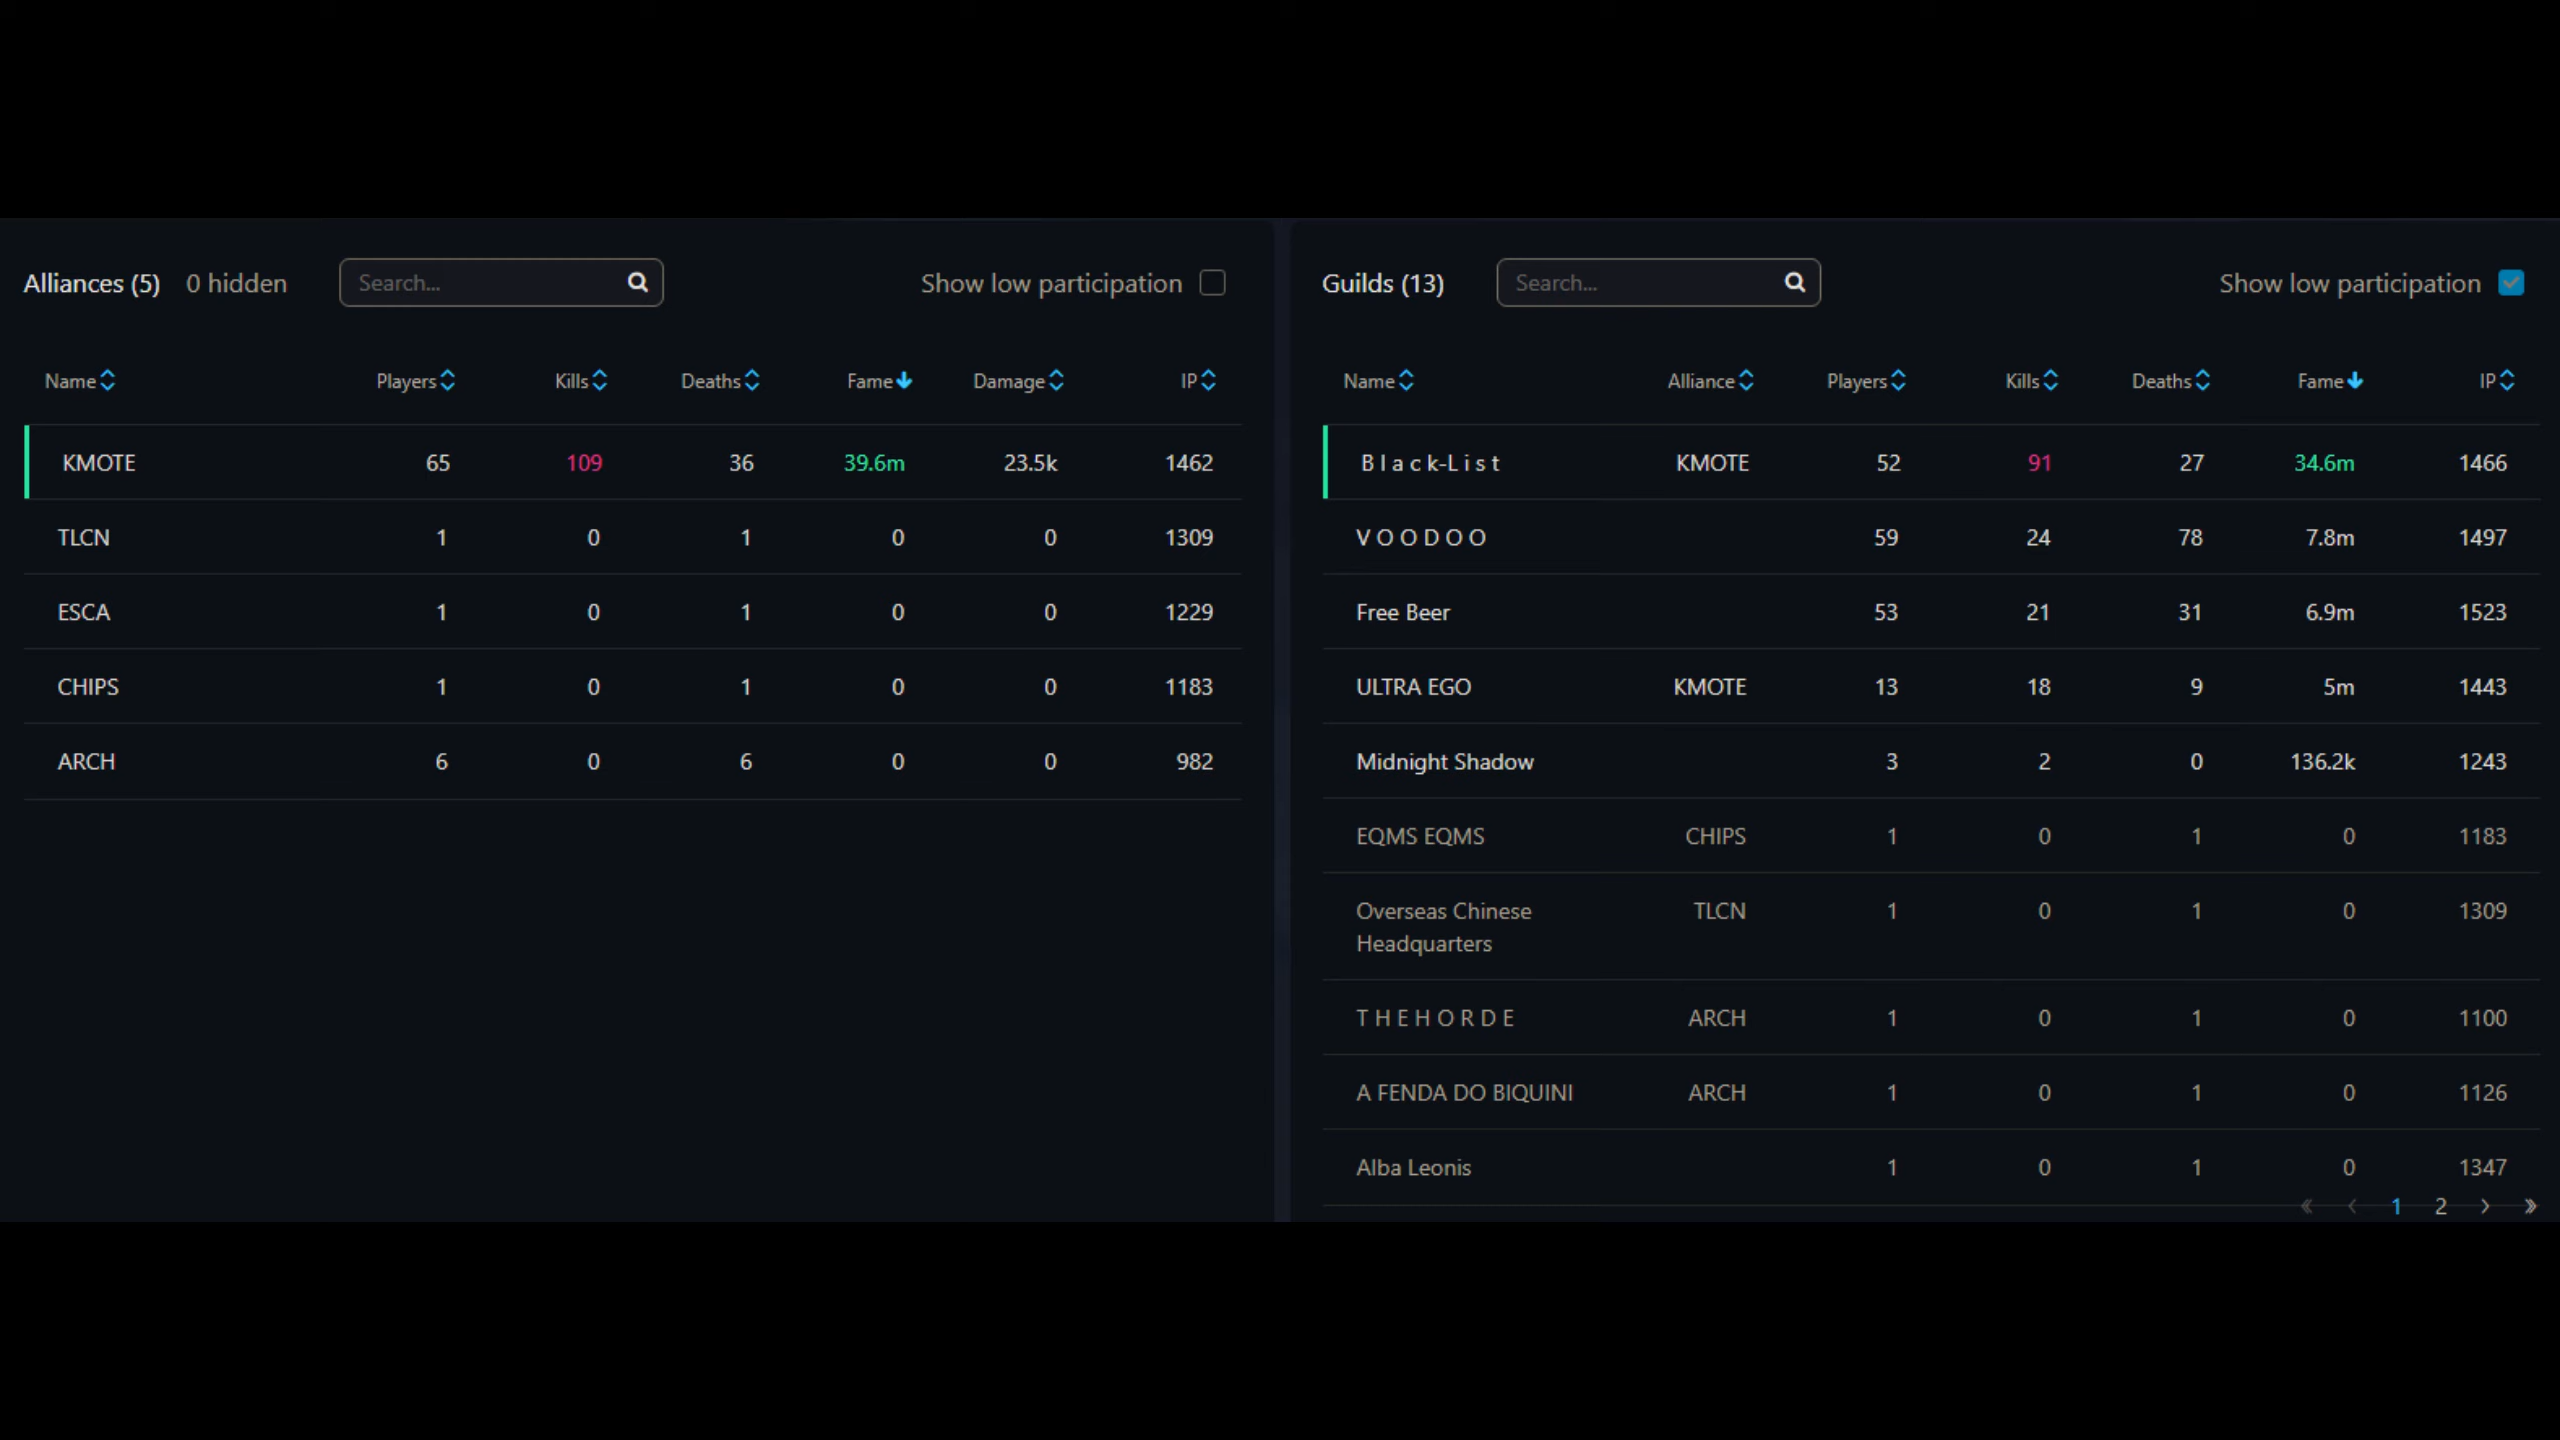 Alliances (5) 0 hidden Search... Show low participation
Name Players Kills Deaths Fame Damage IP
KMOTE 65 109 36 39.6m 23.5k 1462
TLCN 1 0 1 0 0 1309
ESCA 1 0 1 0 0 1229
CHIPS 1 0 1 0 0 1183
ARCH 6 0 6 0 0 982
Guilds (13) Search... Show low participation
Name Alliance Players Kills Deaths Fame IP
B l a c k-L i s t KMOTE 52 91 27 34.6m 1466
V O O D O O 59 24 78 7.8m 1497
Free Beer 53 21 31 6.9m 1523
ULTRA EGO KMOTE 13 18 9 5m 1443
Midnight Shadow 3 2 0 136.2k 1243
EQMS EQMS CHIPS 1 0 1 0 1183
Overseas Chinese TLCN 1 0 1 0 1309
Headquarters
T H E H O R D E ARCH 1 0 1 0 1100
A FENDA DO BIQUINI ARCH 1 0 1 0 1126
Alba Leonis 1 0 1 0 1347
« ‹ 1 2 › »